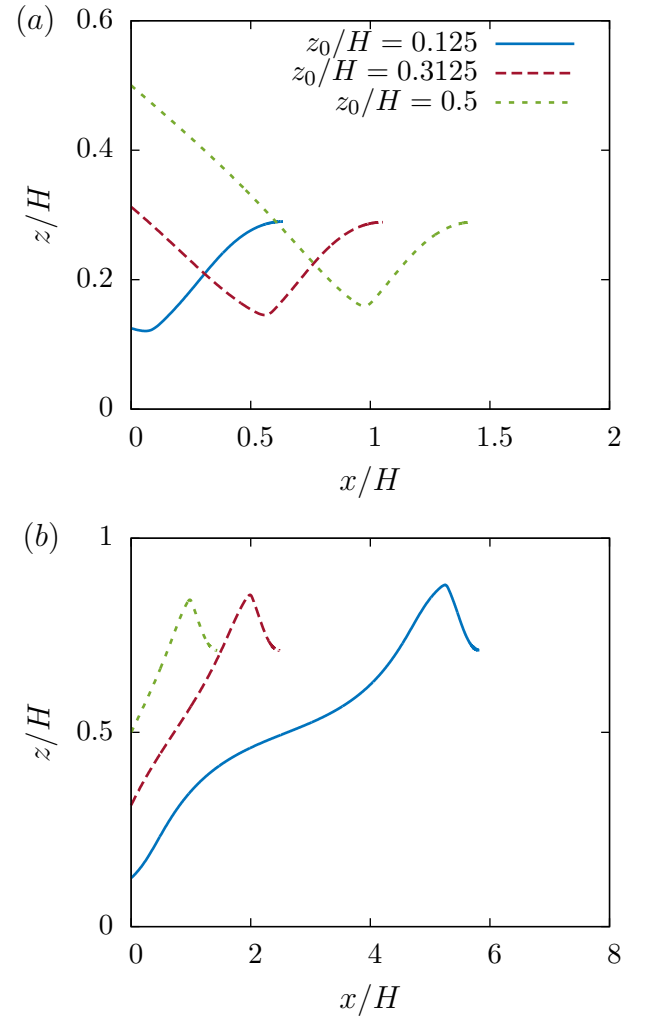 (a)
0.6
z₀/H = 0.125
z₀/H = 0.3125
z₀/H = 0.5
0.4
z/H
0.2
0
0 0.5 1 1.5 2
x/H
(b)
1
z/H
0.5
0
0 2 4 6 8
x/H